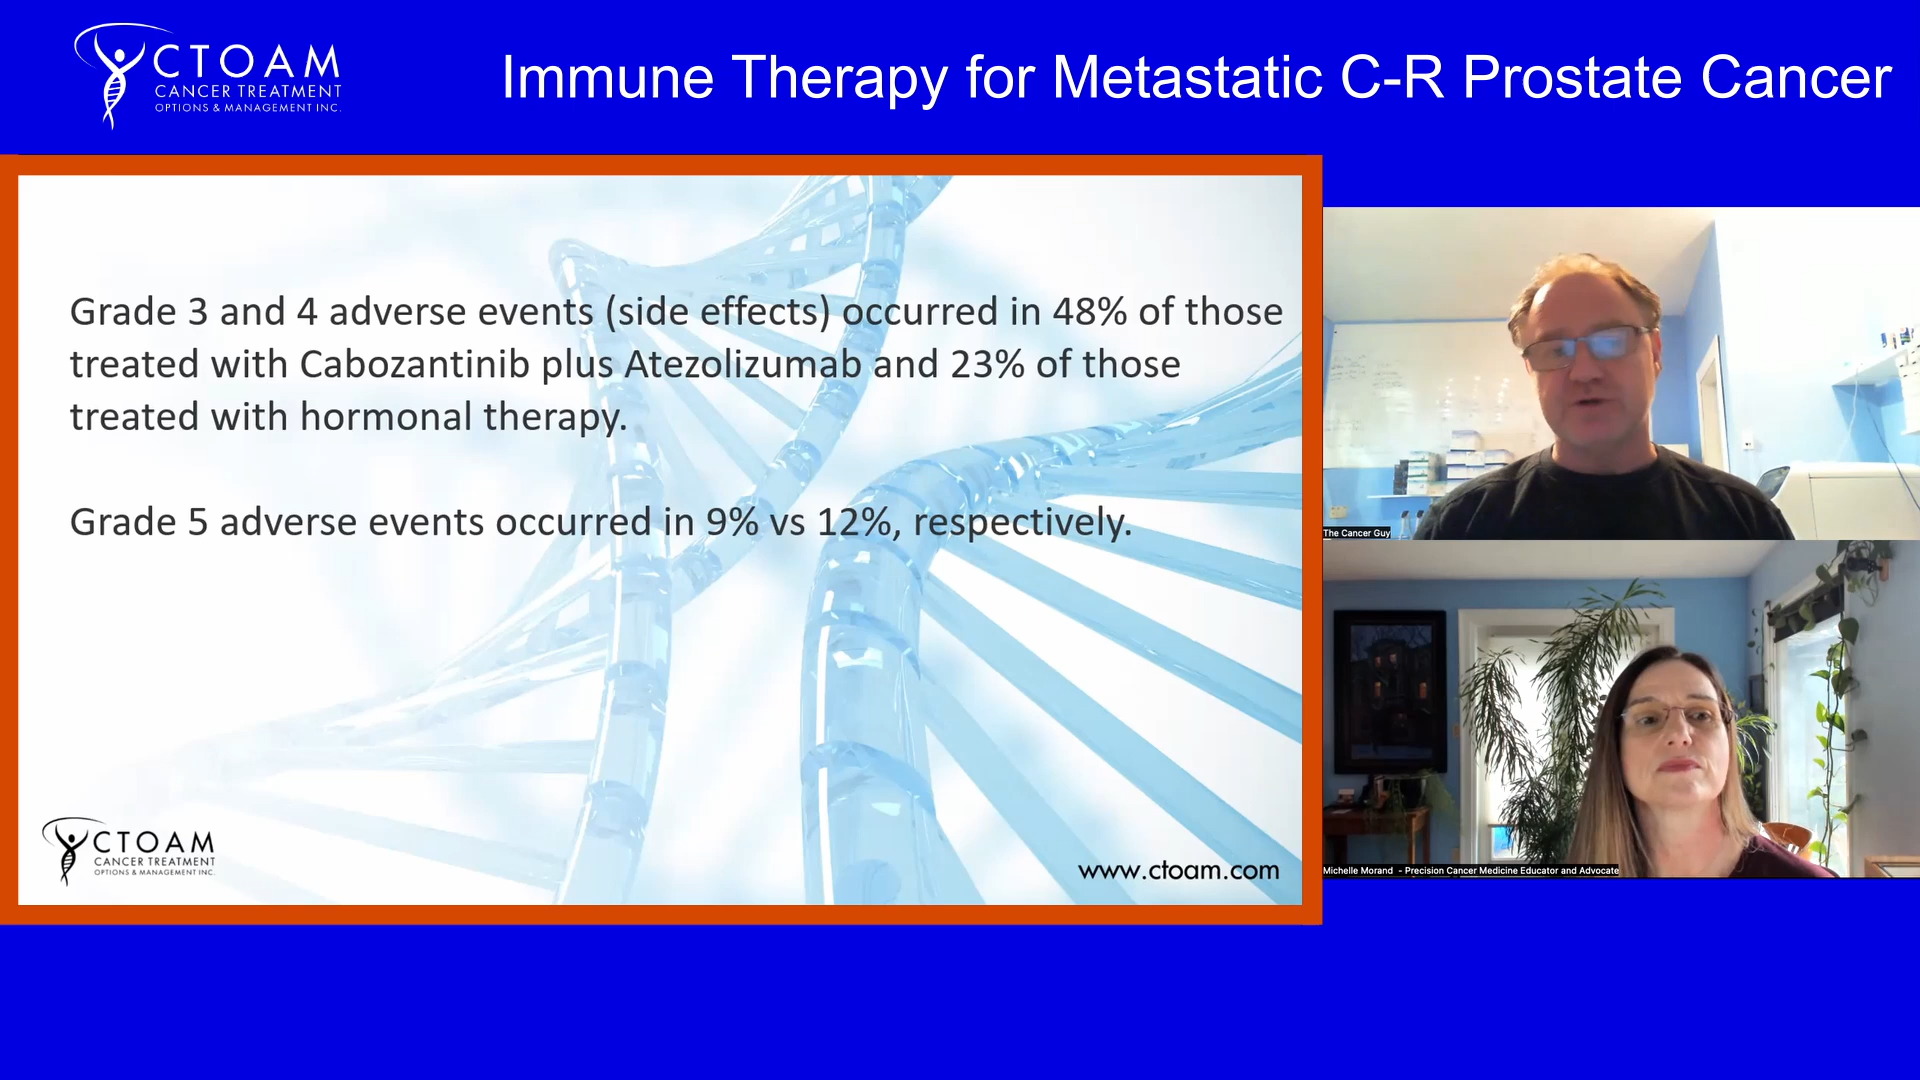 CTOAM
CANCER TREATMENT
OPTIONS & MANAGEMENT INC.
Immune Therapy for Metastatic C-R Prostate Cancer
Grade 3 and 4 adverse events (side effects) occurred in 48% of those
treated with Cabozantinib plus Atezolizumab and 23% of those
treated with hormonal therapy.
Grade 5 adverse events occurred in 9% vs 12%, respectively.
CTOAM
CANCER TREATMENT
OPTIONS & MANAGEMENT INC.
www.ctoam.com
The Cancer Guy
Michelle Morand - Precision Cancer Medicine Educator and Advocate